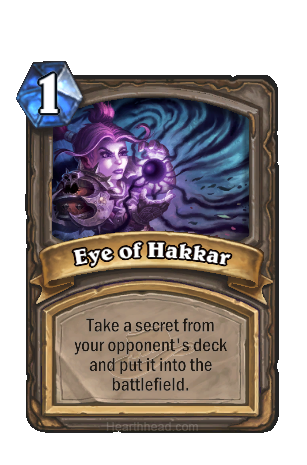 1
Eye of Hakkar
Take a secret from
your opponent's deck
and put it into the
battlefield.
Hearthhead.com